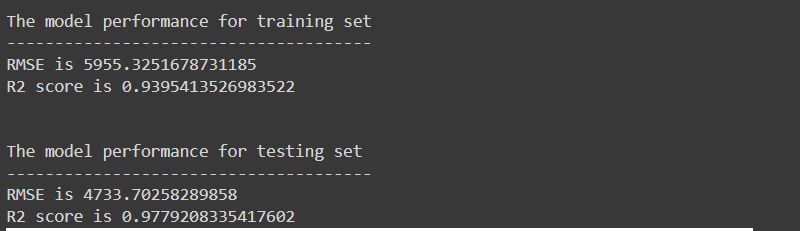 The model performance for training set
--------------------------------------
RMSE is 5955.3251678731185
R2 score is 0.9395413526983522
The model performance for testing set
--------------------------------------
RMSE is 4733.70258289858
R2 score is 0.9779208335417602